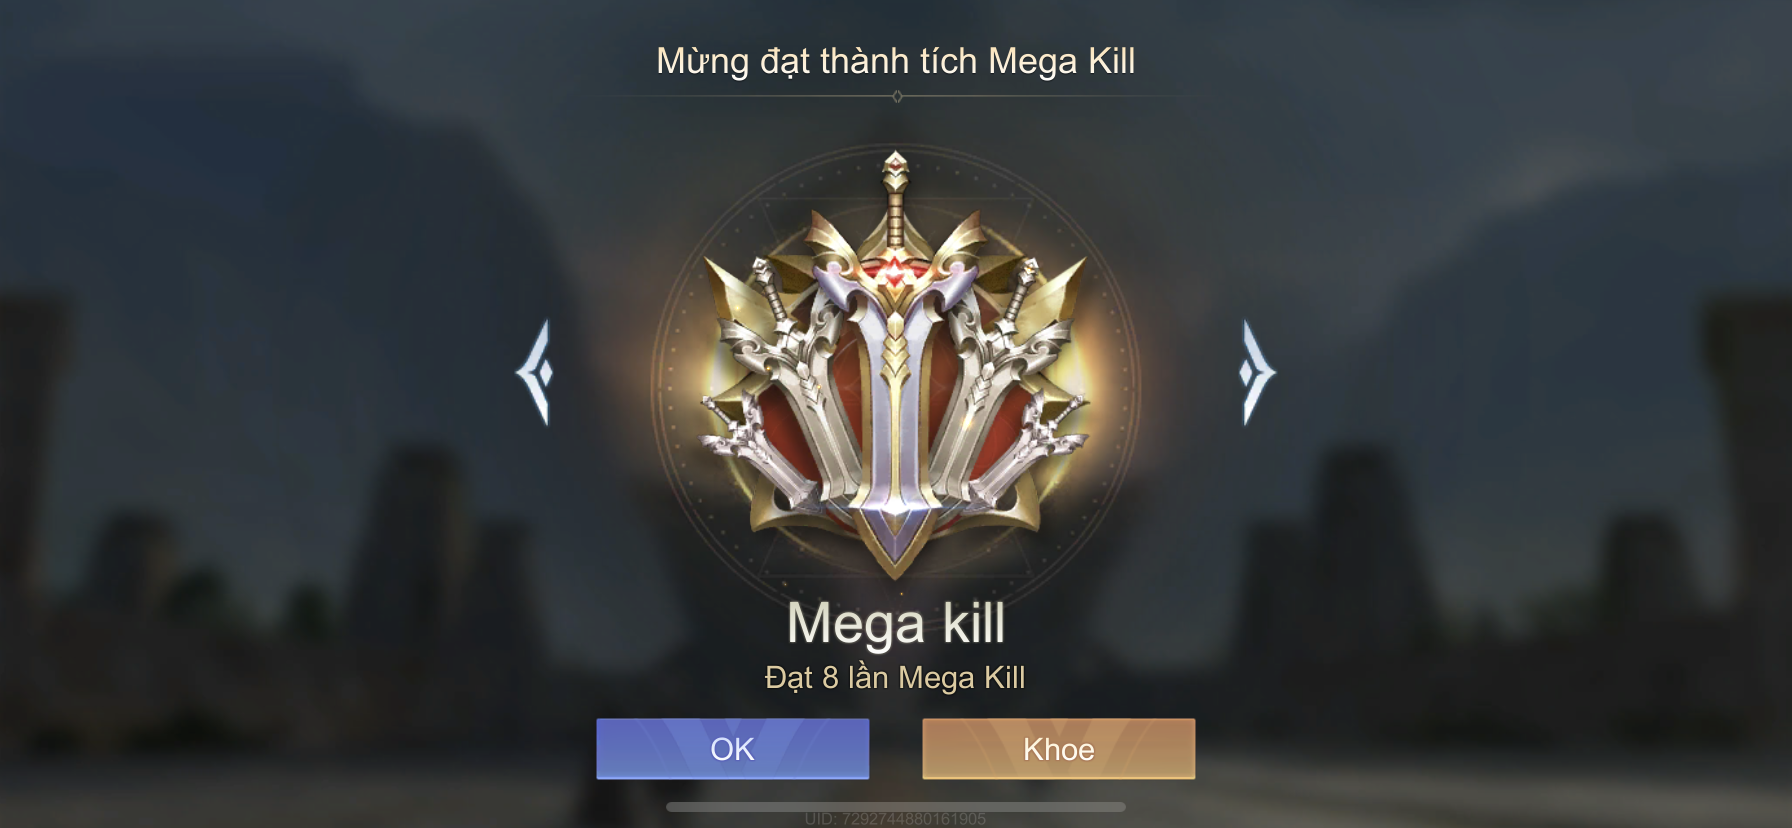 Mừng đạt thành tích Mega Kill
Mega kill
Đạt 8 lần Mega Kill
OK
Khoe
UID: 7292744880161905